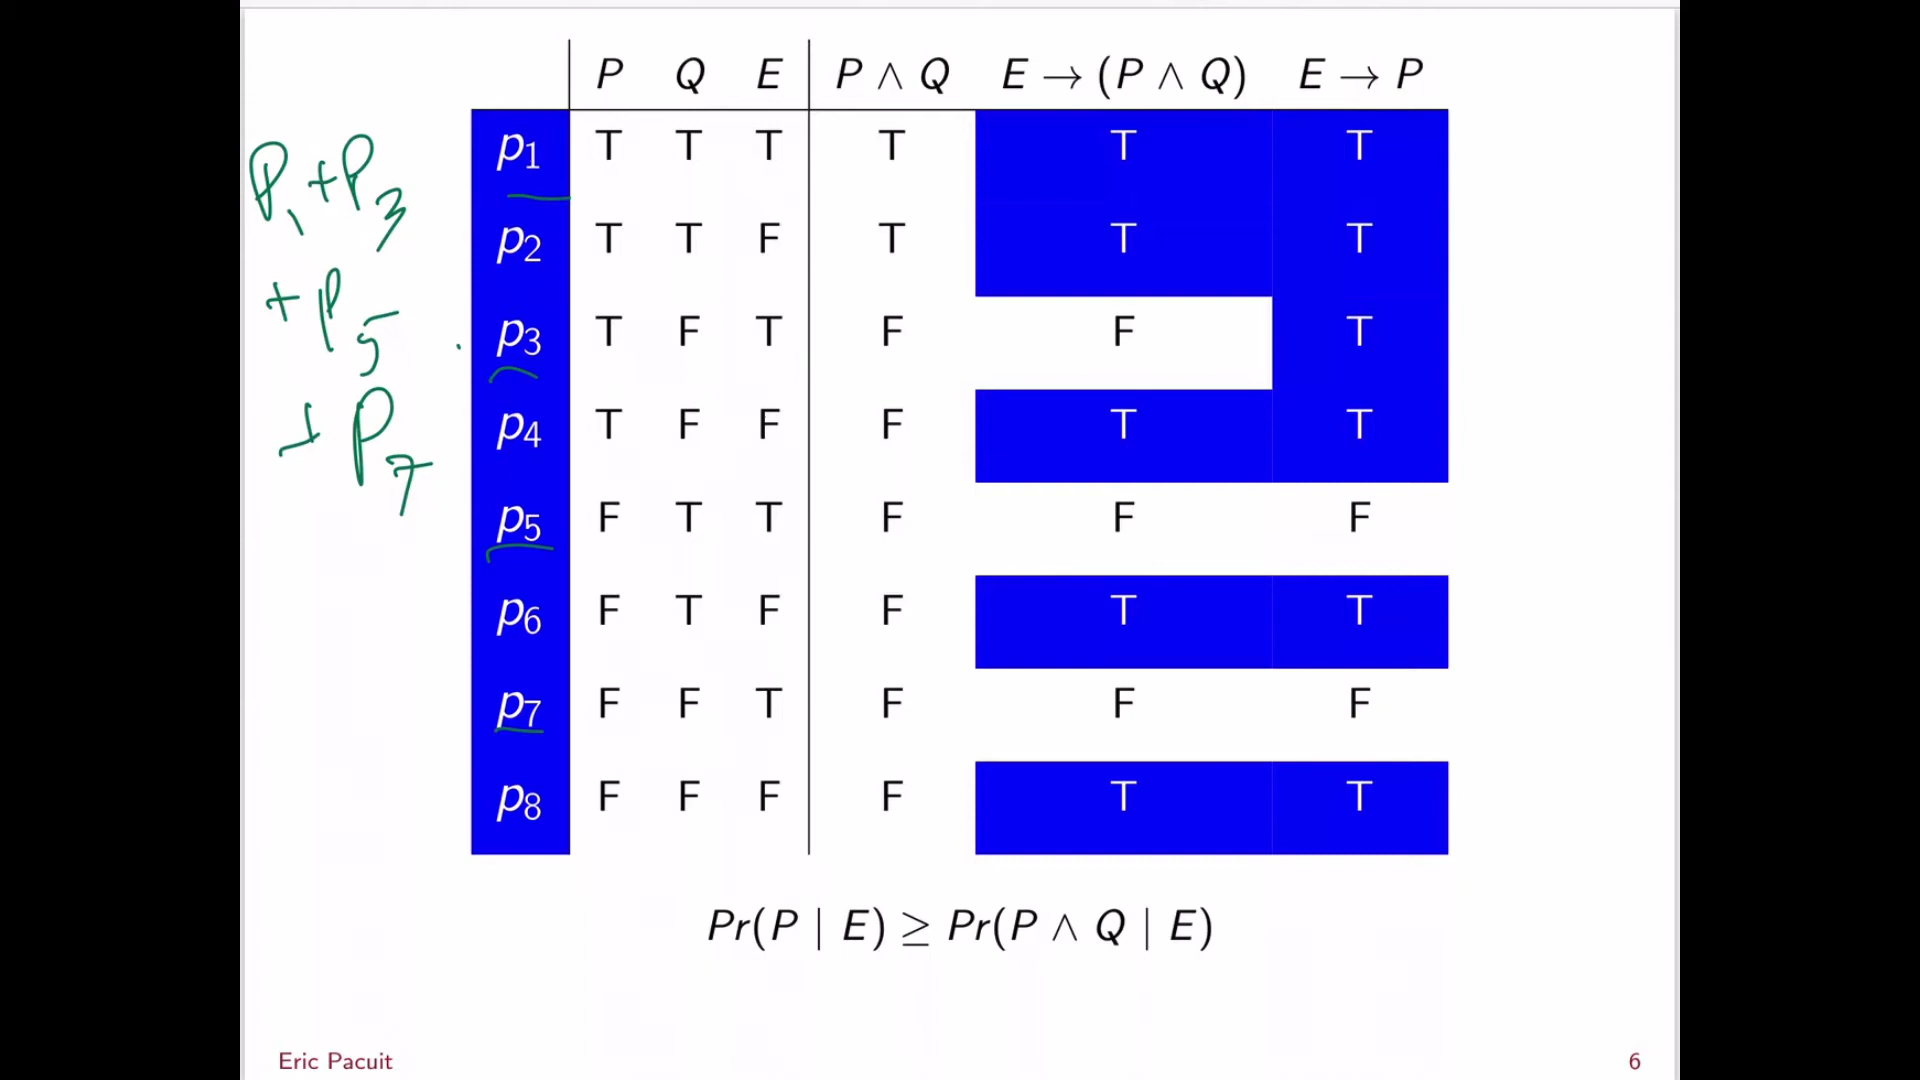 P Q E P ∧ Q E → (P ∧ Q) E → P
p1 T T T T T T
p2 T T F T T T
p3 T F T F F T
p4 T F F F T T
p5 F T T F F F
p6 F T F F T T
p7 F F T F F F
p8 F F F F T T
P1 + P3
+ P5
+ P7
Pr(P | E) ≥ Pr(P ∧ Q | E)
Eric Pacuit 6